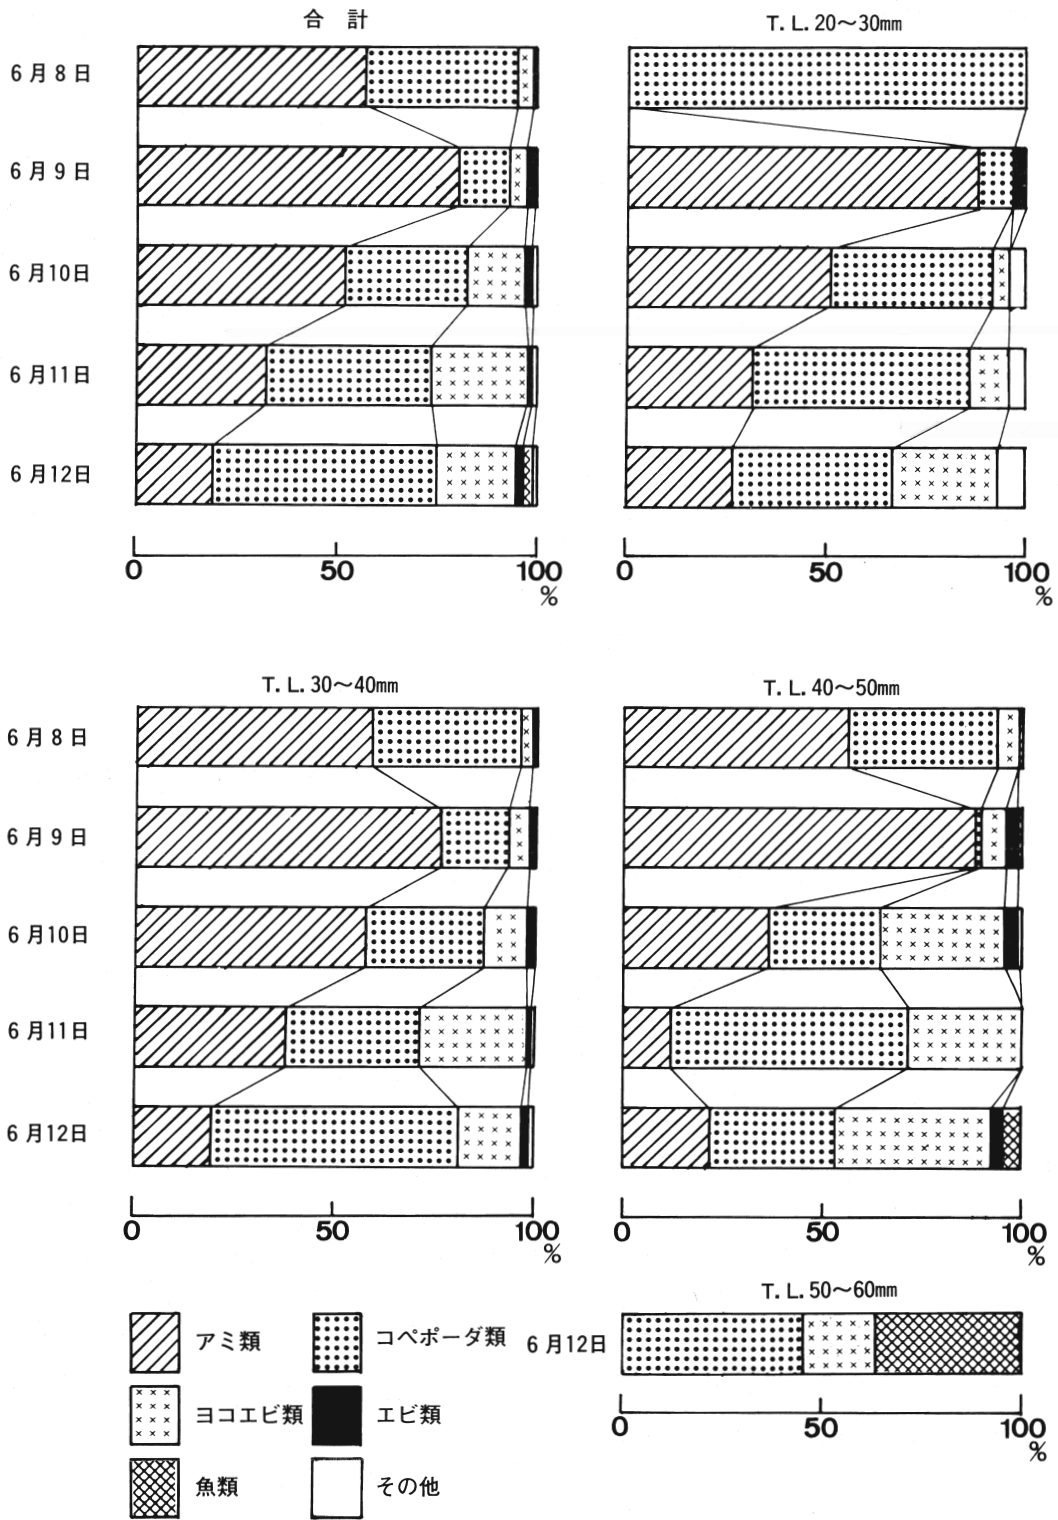 合 計
6月8日
6月9日
6月10日
6月11日
6月12日
0 50 100
%
T.L.20〜30mm
0 50 100
%
T.L.30〜40mm
6月8日
6月9日
6月10日
6月11日
6月12日
0 50 100
%
T.L.40〜50mm
0 50 100
%
T.L.50〜60mm
6月12日
0 50 100
%
アミ類
コペポーダ類
ヨコエビ類
エビ類
魚類
その他